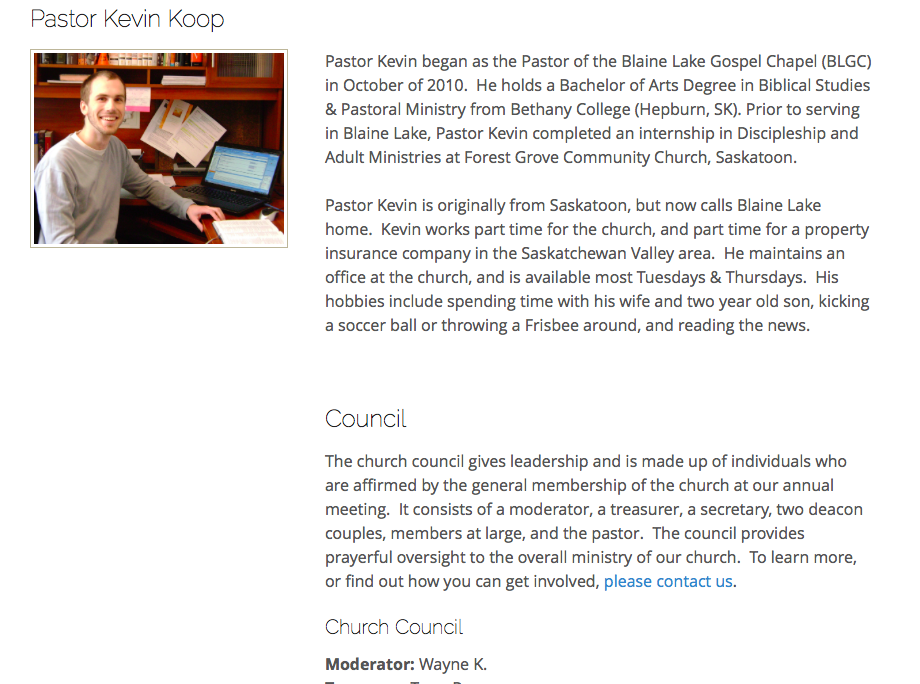 Pastor Kevin Koop
Pastor Kevin began as the Pastor of the Blaine Lake Gospel Chapel (BLGC)
in October of 2010.  He holds a Bachelor of Arts Degree in Biblical Studies
& Pastoral Ministry from Bethany College (Hepburn, SK). Prior to serving
in Blaine Lake, Pastor Kevin completed an internship in Discipleship and
Adult Ministries at Forest Grove Community Church, Saskatoon.
Pastor Kevin is originally from Saskatoon, but now calls Blaine Lake
home.  Kevin works part time for the church, and part time for a property
insurance company in the Saskatchewan Valley area.  He maintains an
office at the church, and is available most Tuesdays & Thursdays.  His
hobbies include spending time with his wife and two year old son, kicking
a soccer ball or throwing a Frisbee around, and reading the news.
Council
The church council gives leadership and is made up of individuals who
are affirmed by the general membership of the church at our annual
meeting.  It consists of a moderator, a treasurer, a secretary, two deacon
couples, members at large, and the pastor.  The council provides
prayerful oversight to the overall ministry of our church.  To learn more,
or find out how you can get involved, please contact us.
Church Council
Moderator: Wayne K.